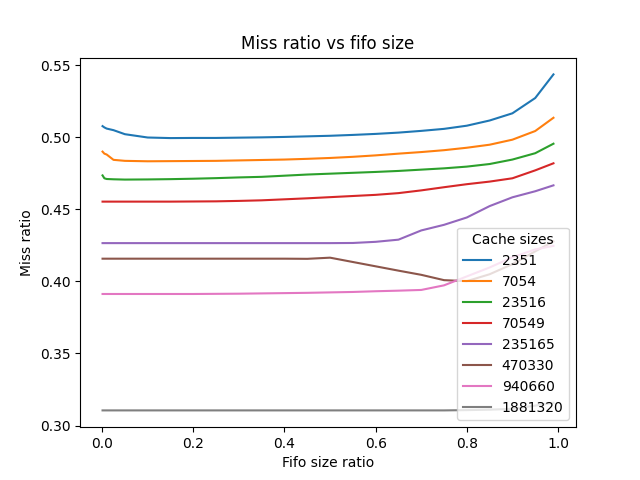 Miss ratio vs fifo size
0.55
0.50
0.45
0.40
0.35
0.30
Miss ratio
0.0 0.2 0.4 0.6 0.8 1.0
Fifo size ratio
Cache sizes
2351
7054
23516
70549
235165
470330
940660
1881320